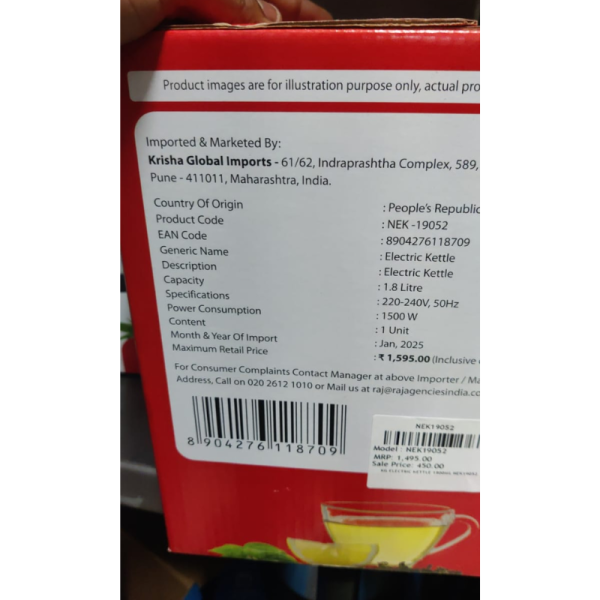 Product images are for illustration purpose only, actual pro
Imported & Marketed By:
Krisha Global Imports - 61/62, Indraprashtha Complex, 589,
Pune - 411011, Maharashtra, India.
Country Of Origin : People's Republic
Product Code : NEK -19052
EAN Code : 8904276118709
Generic Name : Electric Kettle
Description : Electric Kettle
Capacity : 1.8 Litre
Specifications : 220-240V, 50Hz
Power Consumption : 1500 W
Content : 1 Unit
Month & Year Of Import : Jan, 2025
Maximum Retail Price : ₹ 1,595.00 (Inclusive
For Consumer Complaints Contact Manager at above Importer / Ma
Address, Call on 020 2612 1010 or Mail us at raj@rajagenciesindia.co
8 904276 118709
NEK19052
Model : NEK19052
MRP: 1,495.00
Sale Price: 450.00